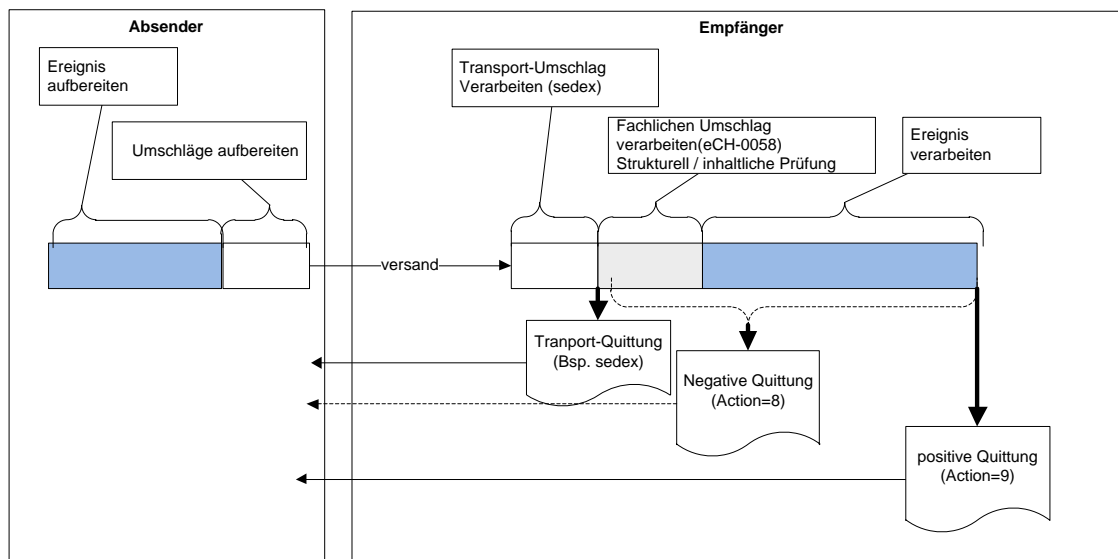 Absender
Empfänger
Ereignis
aufbereiten
Umschläge aufbereiten
Transport-Umschlag
Verarbeiten (sedex)
Fachlichen Umschlag
verarbeiten(eCH-0058)
Strukturell / inhaltliche Prüfung
Ereignis
verarbeiten
versand
Tranport-Quittung
(Bsp. sedex)
Negative Quittung
(Action=8)
positive Quittung
(Action=9)